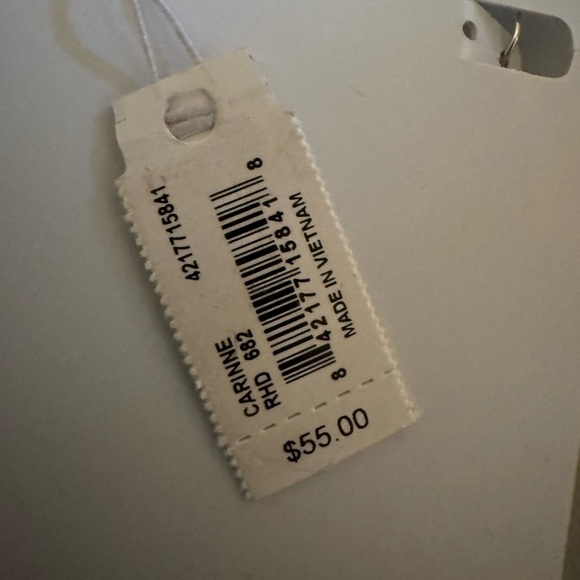 4217715841
CARINNE
RHD 682
8 42177 15841 8
MADE IN VIETNAM
$55.00